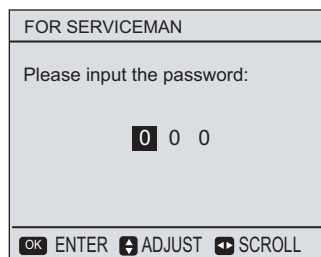 FOR SERVICEMAN
Please input the password:
0 0 0
OK ENTER ADJUST SCROLL